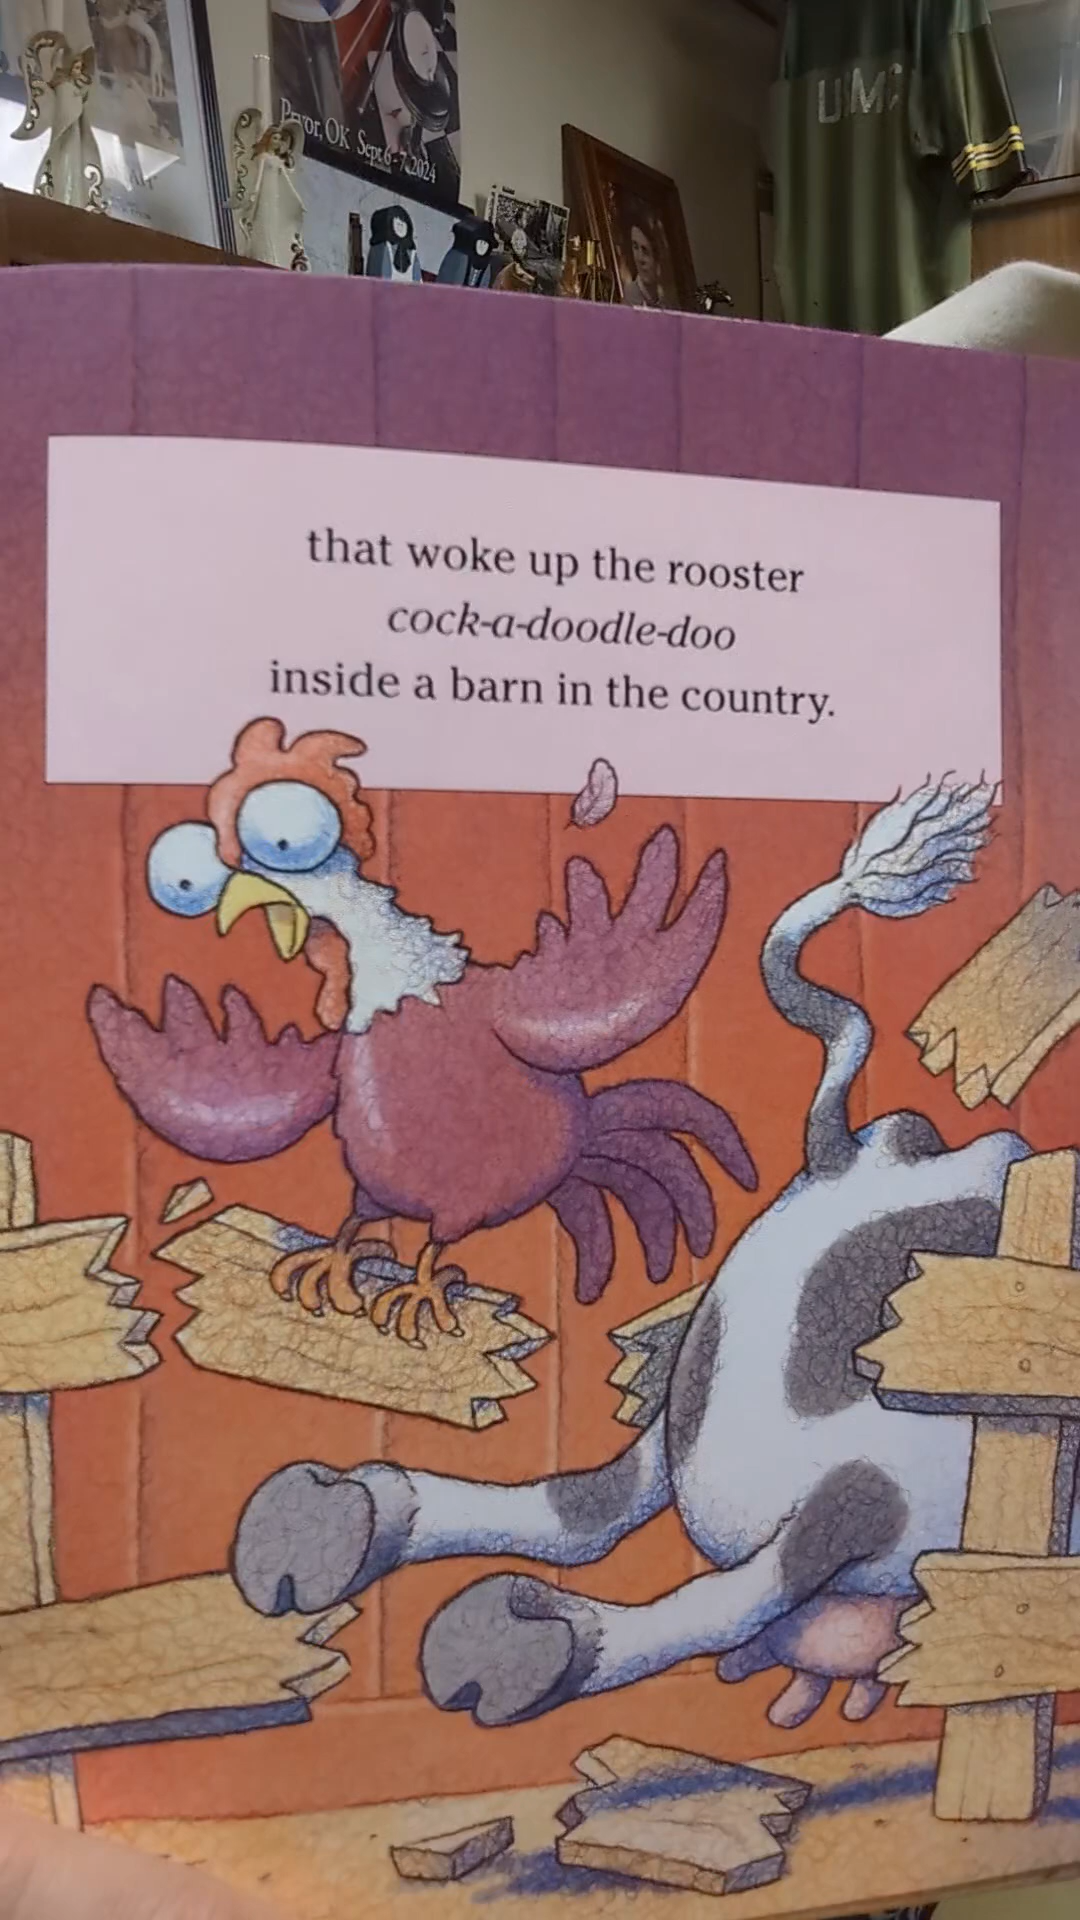 Pryor, OK Sept 6-7, 2024
that woke up the rooster
cock-a-doodle-doo
inside a barn in the country.